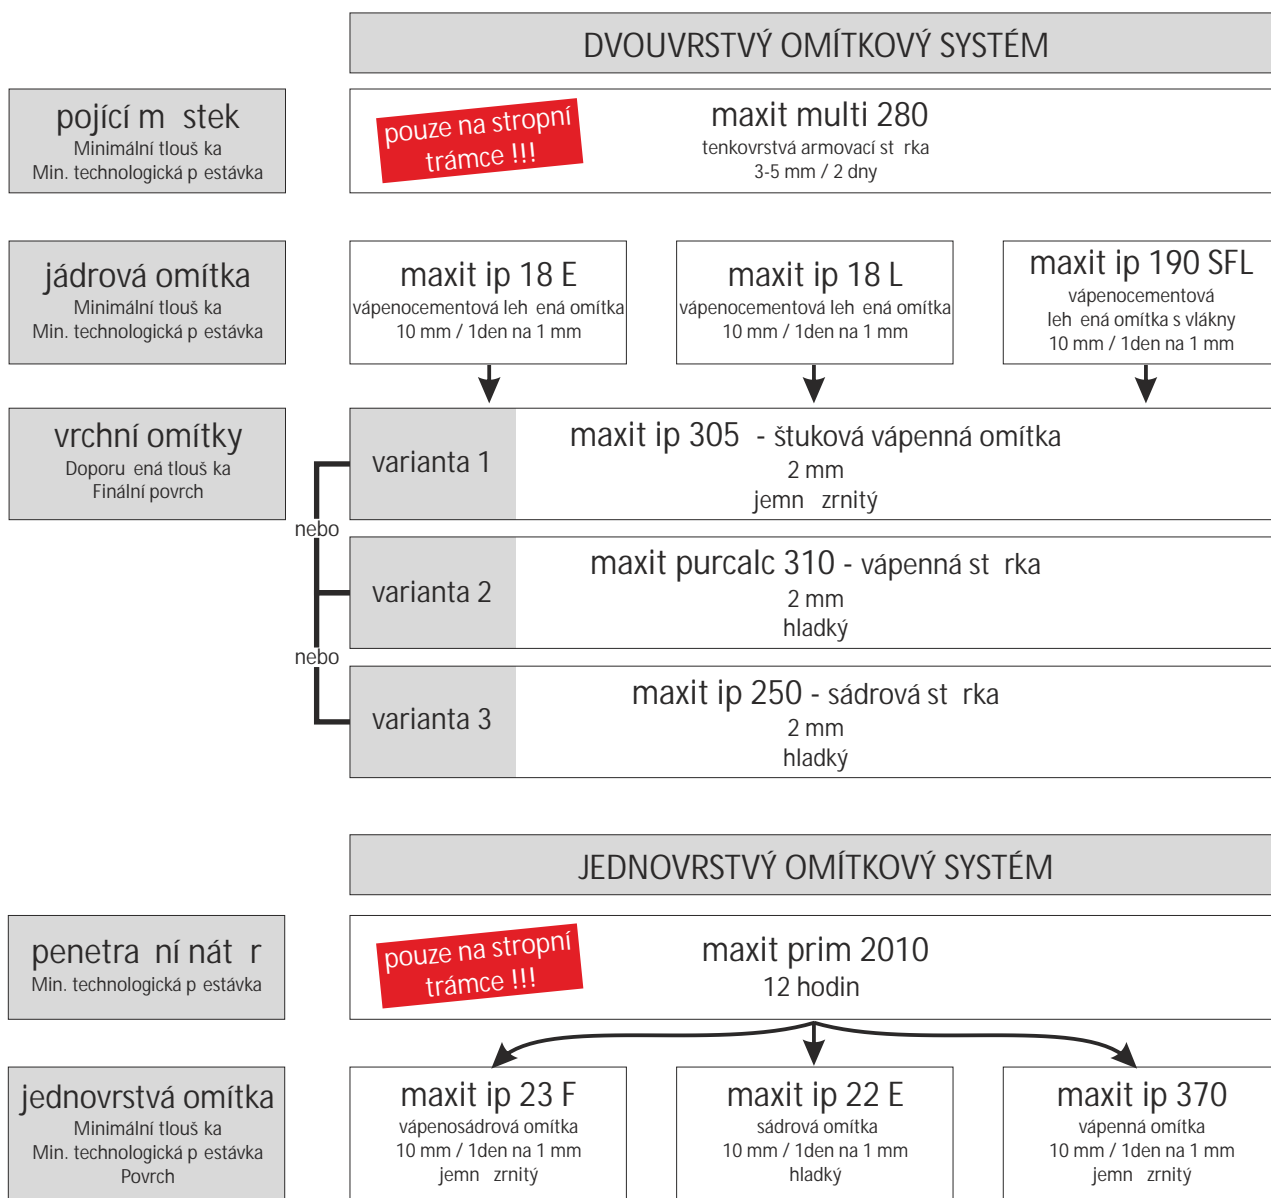 DVOUVRSTVÝ OMÍTKOVÝ SYSTÉM
pojící m stek
Minimální tlouš ka
Min. technologická p estávka
pouze na stropní
trámce !!!
maxit multi 280
tenkovrstvá armovací st rka
3-5 mm / 2 dny
jádrová omítka
Minimální tlouš ka
Min. technologická p estávka
maxit ip 18 E
vápenocementová leh ená omítka
10 mm / 1den na 1 mm
maxit ip 18 L
vápenocementová leh ená omítka
10 mm / 1den na 1 mm
maxit ip 190 SFL
vápenocementová
leh ená omítka s vlákny
10 mm / 1den na 1 mm
vrchní omítky
Doporu ená tlouš ka
Finální povrch
varianta 1
maxit ip 305 - štuková vápenná omítka
2 mm
jemn zrnitý
nebo
varianta 2
maxit purcalc 310 - vápenná st rka
2 mm
hladký
nebo
varianta 3
maxit ip 250 - sádrová st rka
2 mm
hladký
JEDNOVRSTVÝ OMÍTKOVÝ SYSTÉM
penetra ní nát r
Min. technologická p estávka
pouze na stropní
trámce !!!
maxit prim 2010
12 hodin
jednovrstvá omítka
Minimální tlouš ka
Min. technologická p estávka
Povrch
maxit ip 23 F
vápenosádrová omítka
10 mm / 1den na 1 mm
jemn zrnitý
maxit ip 22 E
sádrová omítka
10 mm / 1den na 1 mm
hladký
maxit ip 370
vápenná omítka
10 mm / 1den na 1 mm
jemn zrnitý